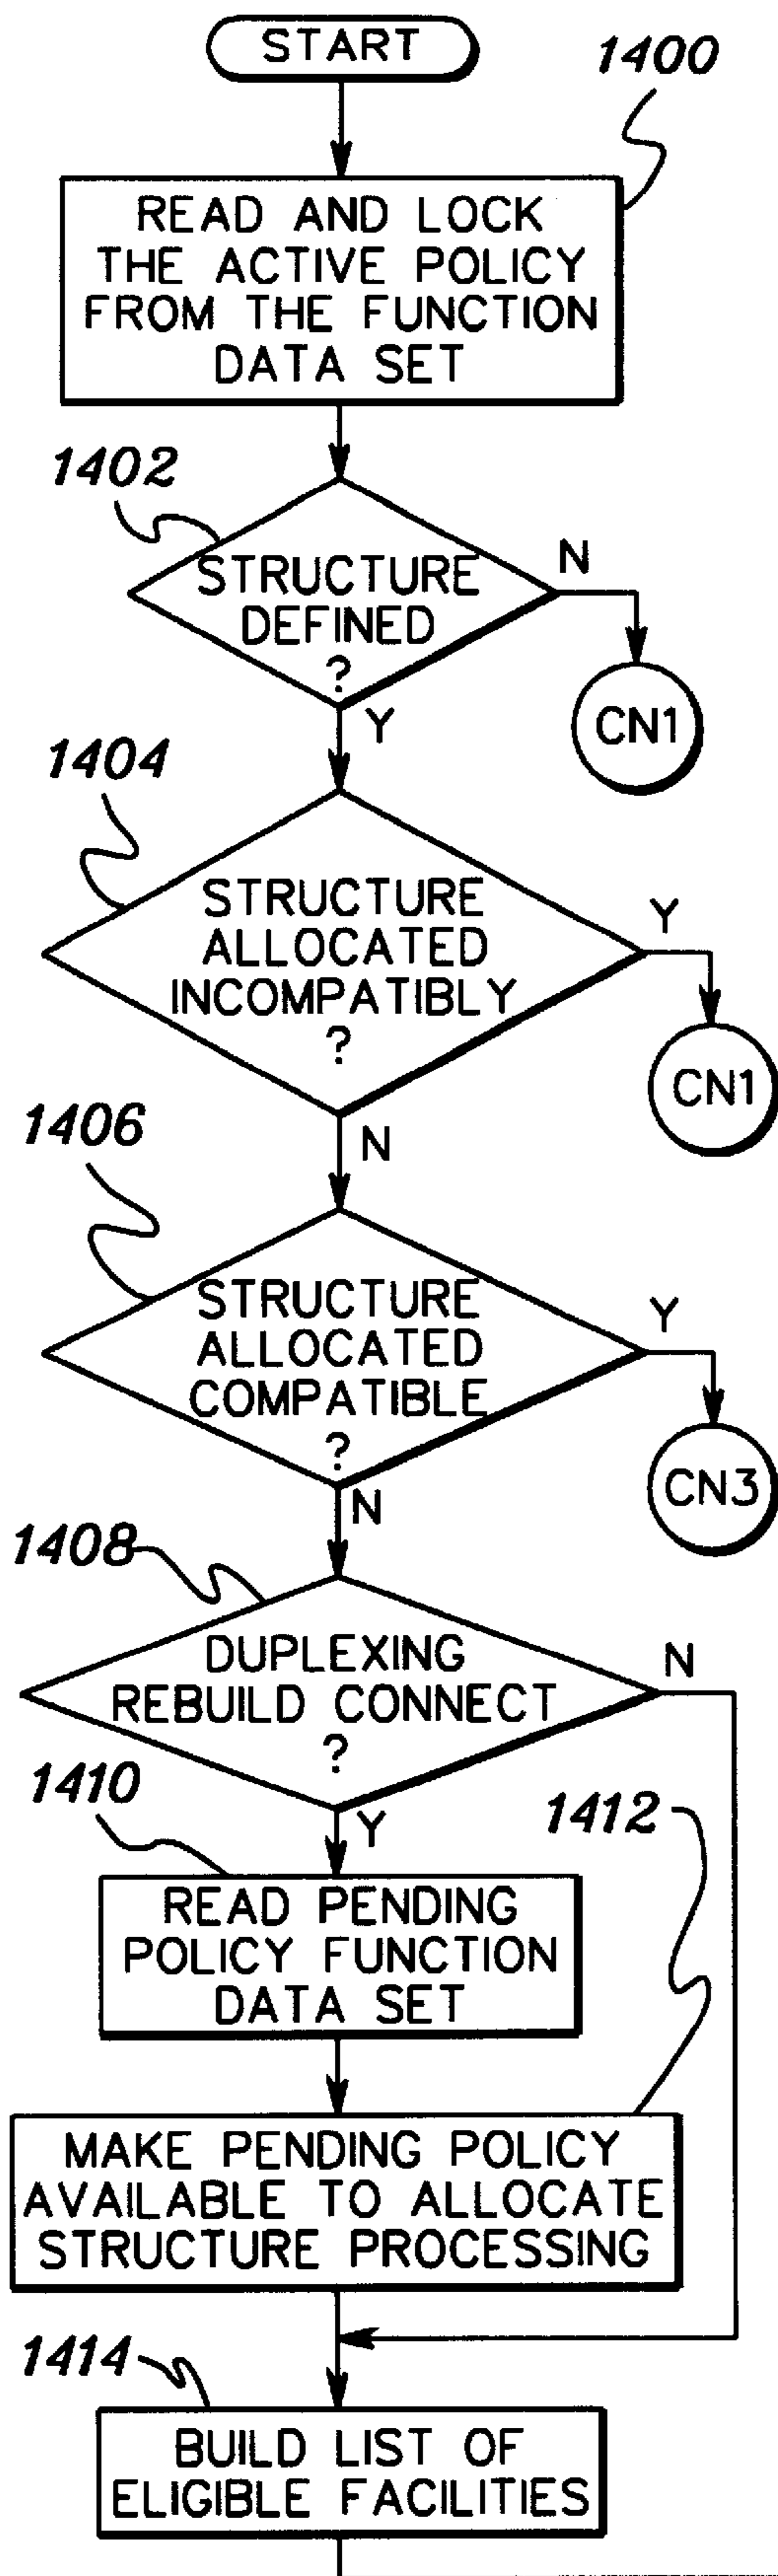 START
1400
READ AND LOCK
THE ACTIVE POLICY
FROM THE FUNCTION
DATA SET
1402
STRUCTURE
DEFINED
?
N
CN1
Y
1404
STRUCTURE
ALLOCATED
INCOMPATIBLY
?
Y
CN1
N
1406
STRUCTURE
ALLOCATED
COMPATIBLE
?
Y
CN3
N
1408
DUPLEXING
REBUILD CONNECT
?
N
Y
1410
1412
READ PENDING
POLICY FUNCTION
DATA SET
MAKE PENDING POLICY
AVAILABLE TO ALLOCATE
STRUCTURE PROCESSING
1414
BUILD LIST OF
ELIGIBLE FACILITIES